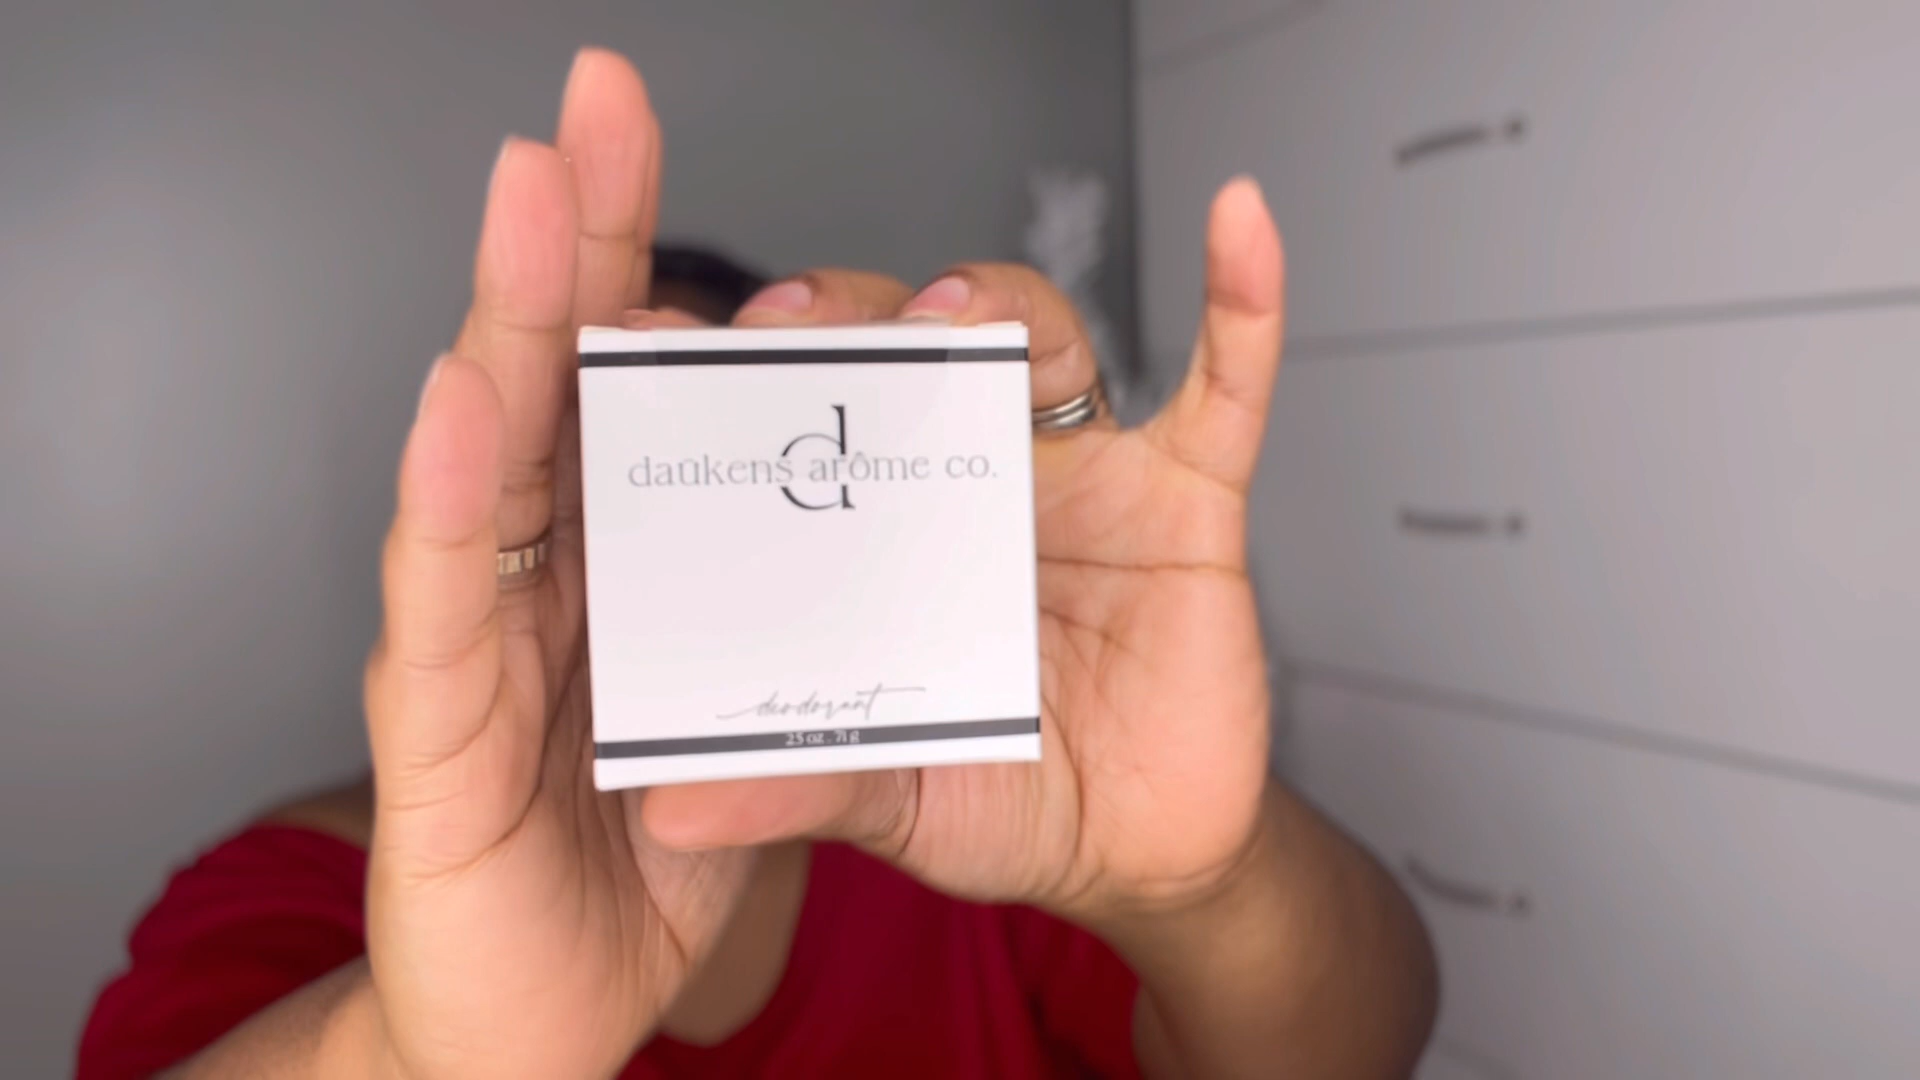 d
daūkens arôme co.
deodorant
2.5 oz . 71 g